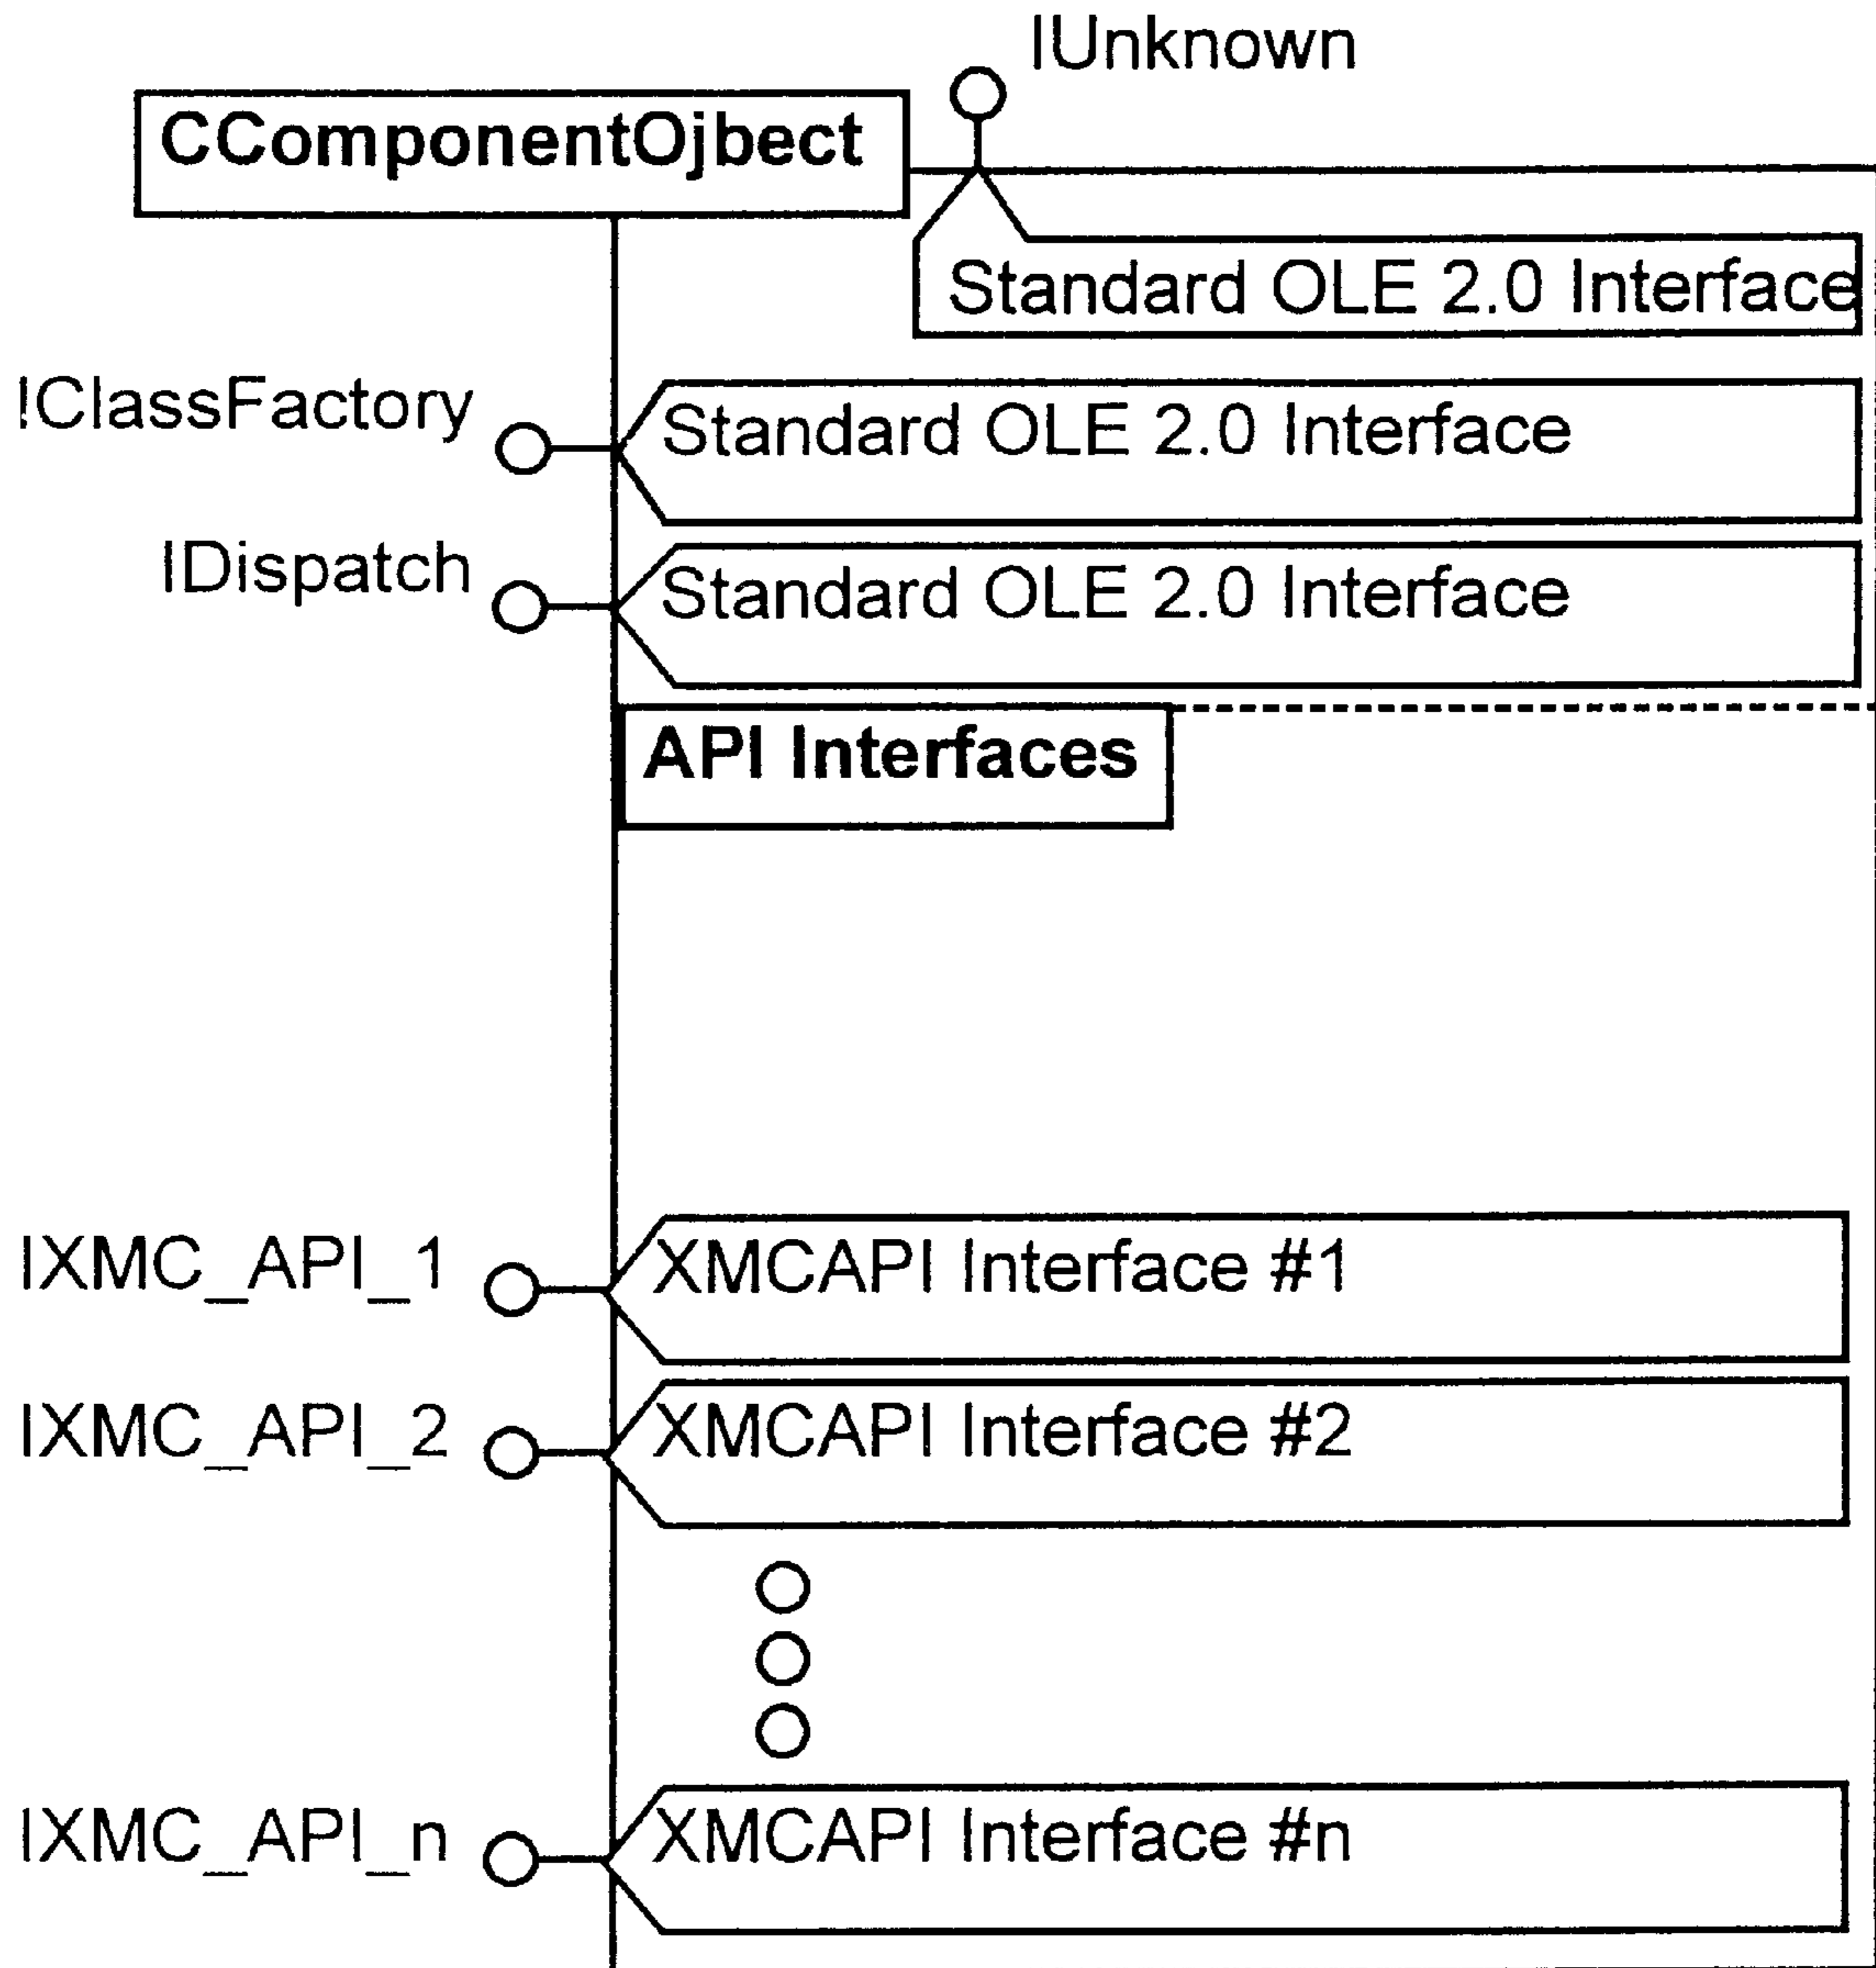 IUnknown
CComponentOjbect
Standard OLE 2.0 Interface
IClassFactory
Standard OLE 2.0 Interface
IDispatch
Standard OLE 2.0 Interface
API Interfaces
IXMC_API_1
XMCAPI Interface #1
IXMC_API_2
XMCAPI Interface #2
IXMC_API_n
XMCAPI Interface #n